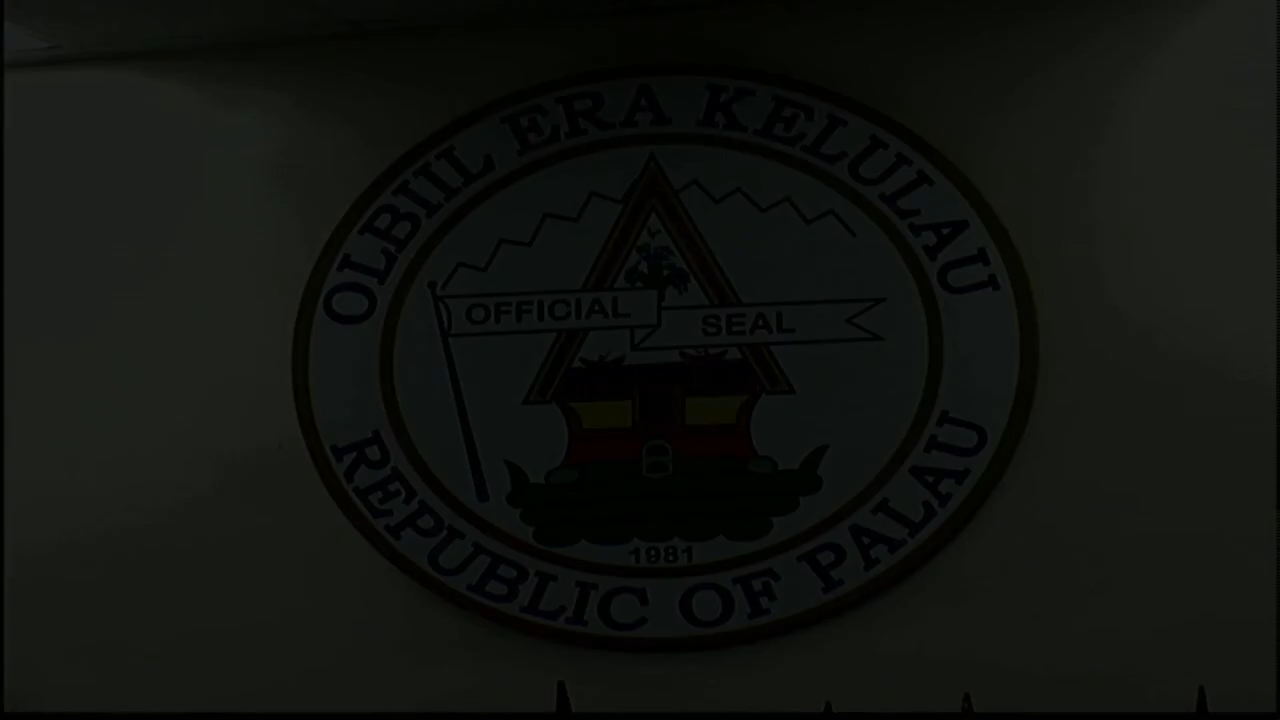 OLBIIL ERA KELULAU
OFFICIAL SEAL
1981
REPUBLIC OF PALAU